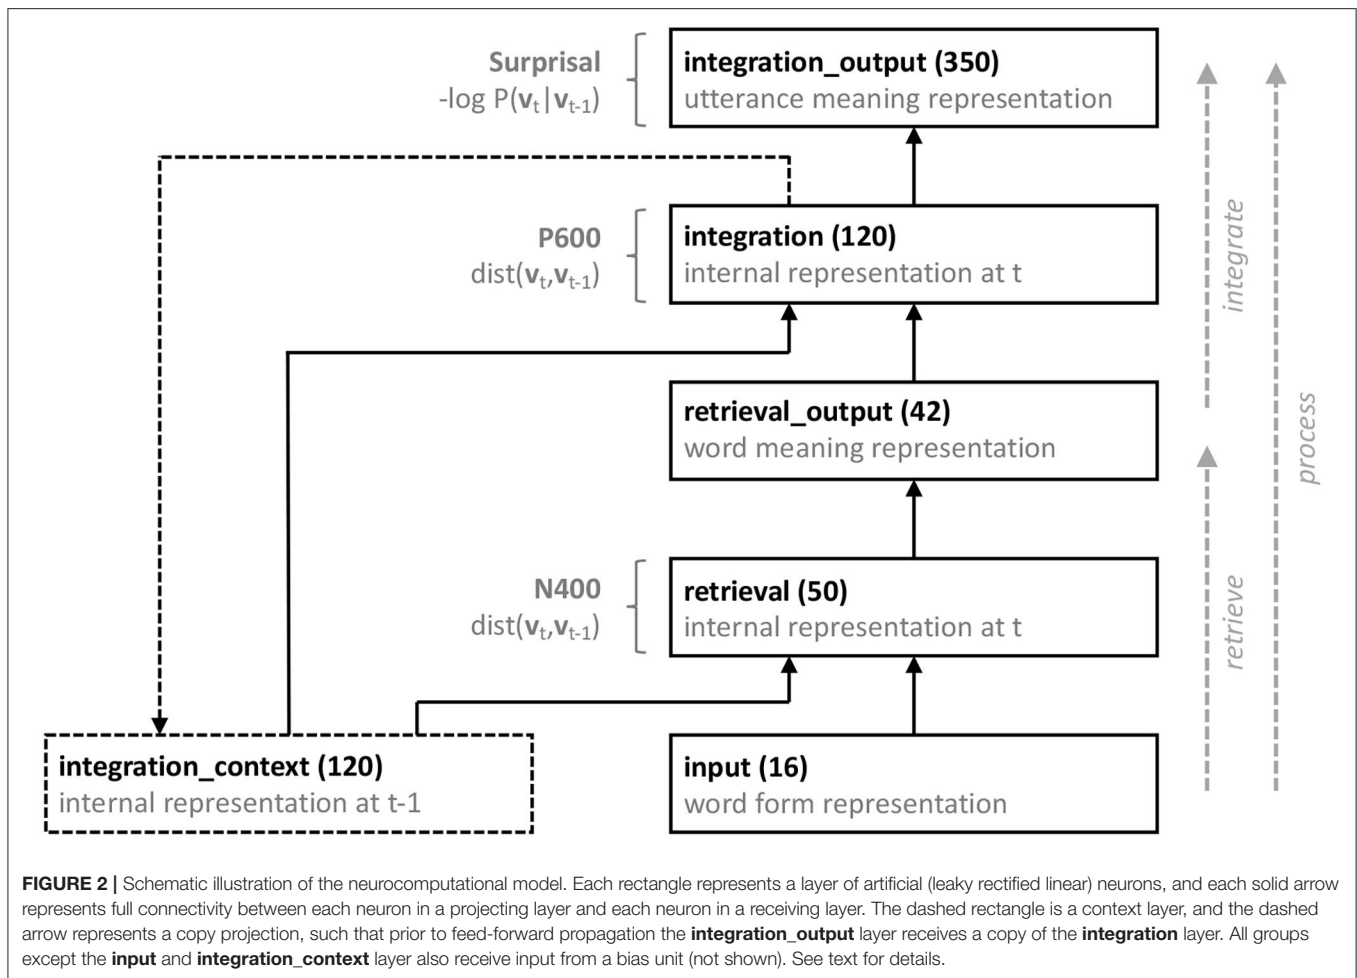 Surprisal
-log P(vt|vt-1)
integration_output (350)
utterance meaning representation
P600
dist(vt,vt-1)
integration (120)
internal representation at t
integrate
process
retrieval_output (42)
word meaning representation
N400
dist(vt,vt-1)
retrieval (50)
internal representation at t
retrieve
integration_context (120)
internal representation at t-1
input (16)
word form representation
FIGURE 2 | Schematic illustration of the neurocomputational model. Each rectangle represents a layer of artificial (leaky rectified linear) neurons, and each solid arrow
represents full connectivity between each neuron in a projecting layer and each neuron in a receiving layer. The dashed rectangle is a context layer, and the dashed
arrow represents a copy projection, such that prior to feed-forward propagation the integration_output layer receives a copy of the integration layer. All groups
except the input and integration_context layer also receive input from a bias unit (not shown). See text for details.